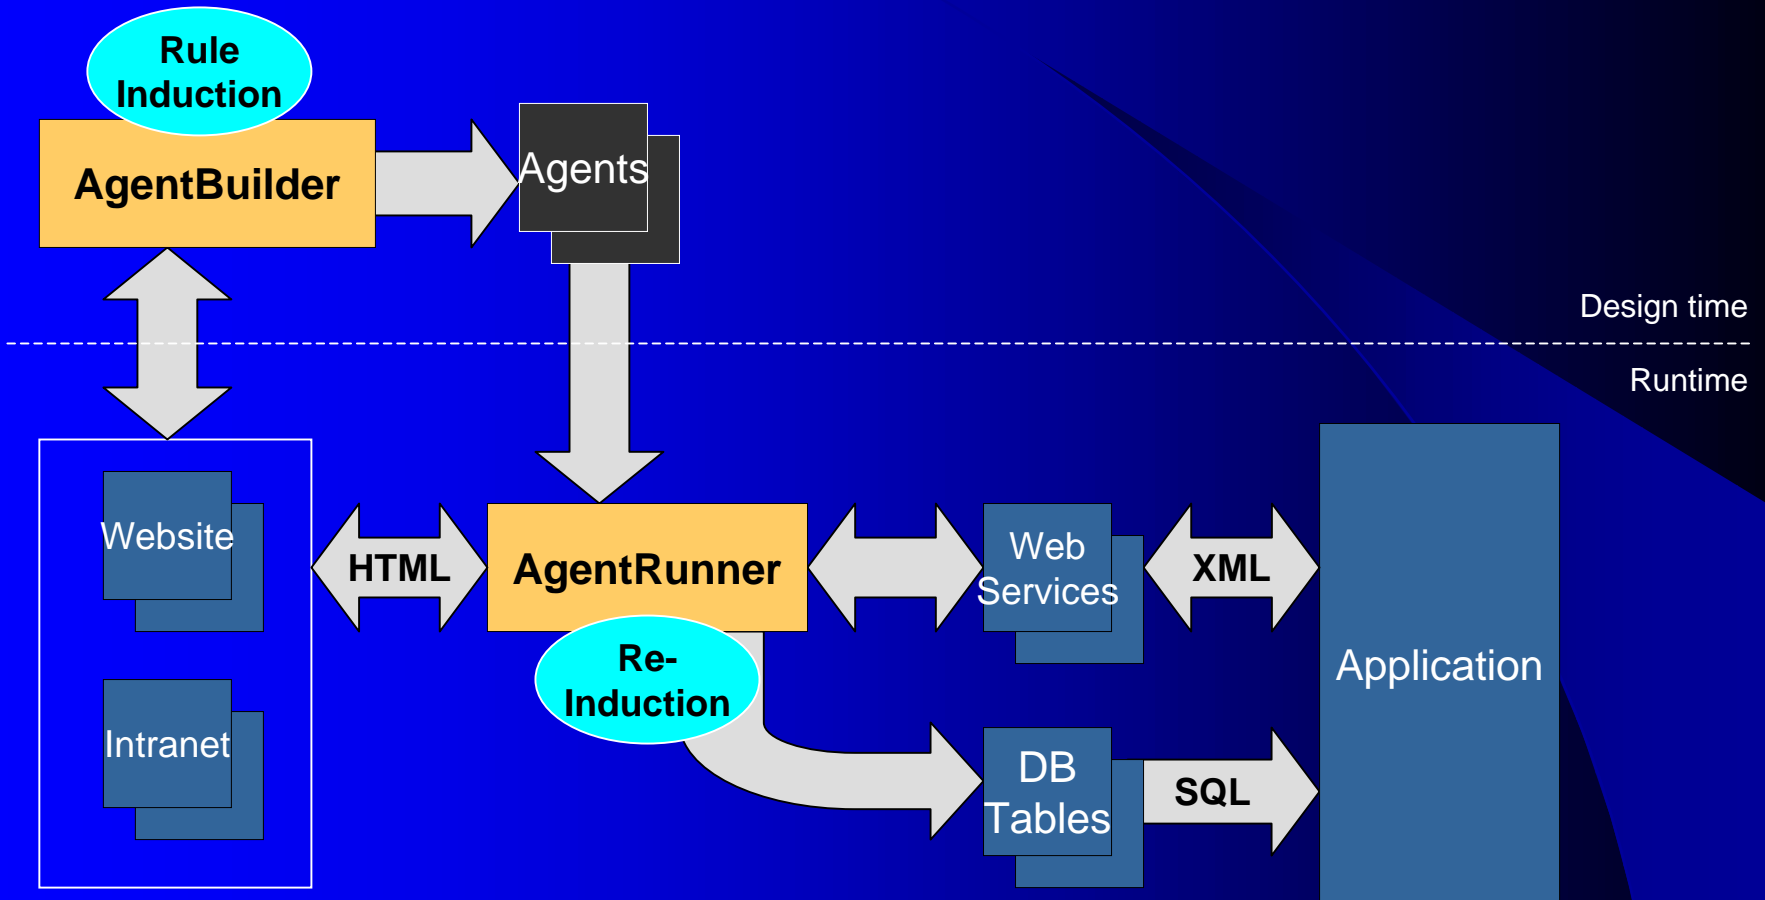 Rule
Induction
AgentBuilder
Agents
Design time
Runtime
Website
HTML
AgentRunner
Web
Services
XML
Re-
Induction
Application
Intranet
DB
Tables
SQL